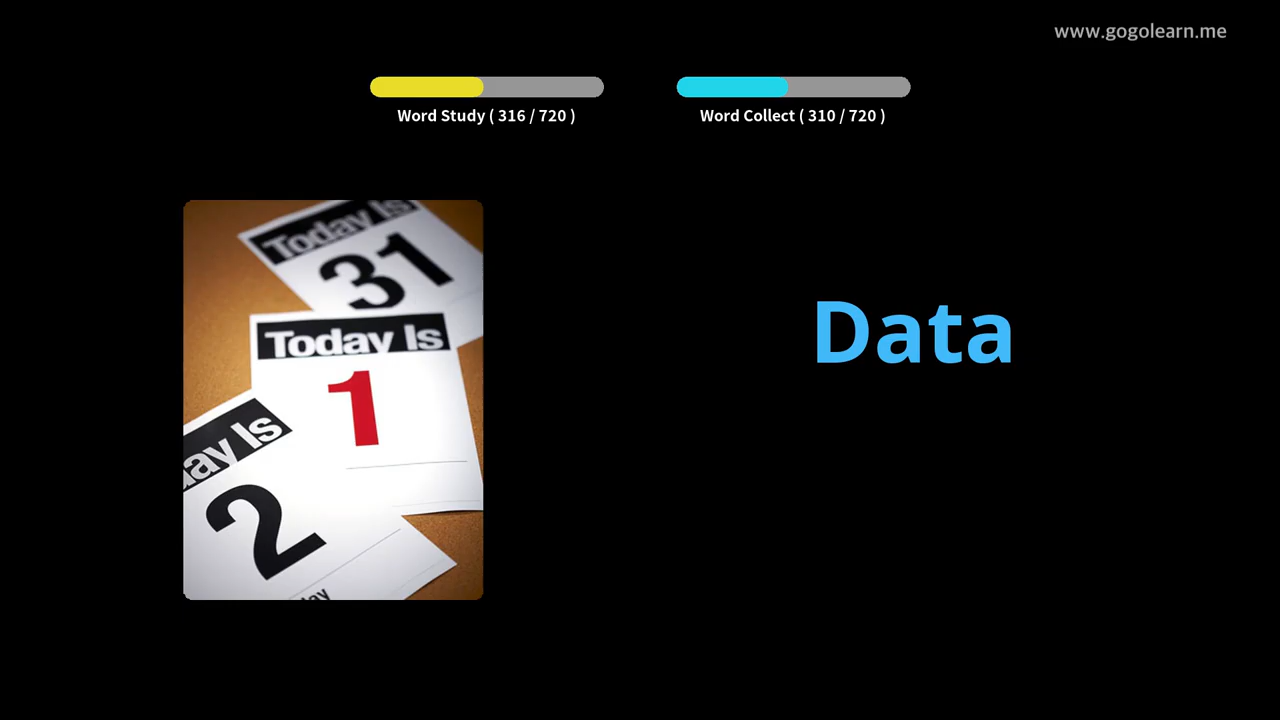 www.gogolearn.me
Word Study ( 316 / 720 )
Word Collect ( 310 / 720 )
Today Is
31
Today Is
1
ay Is
2
Data